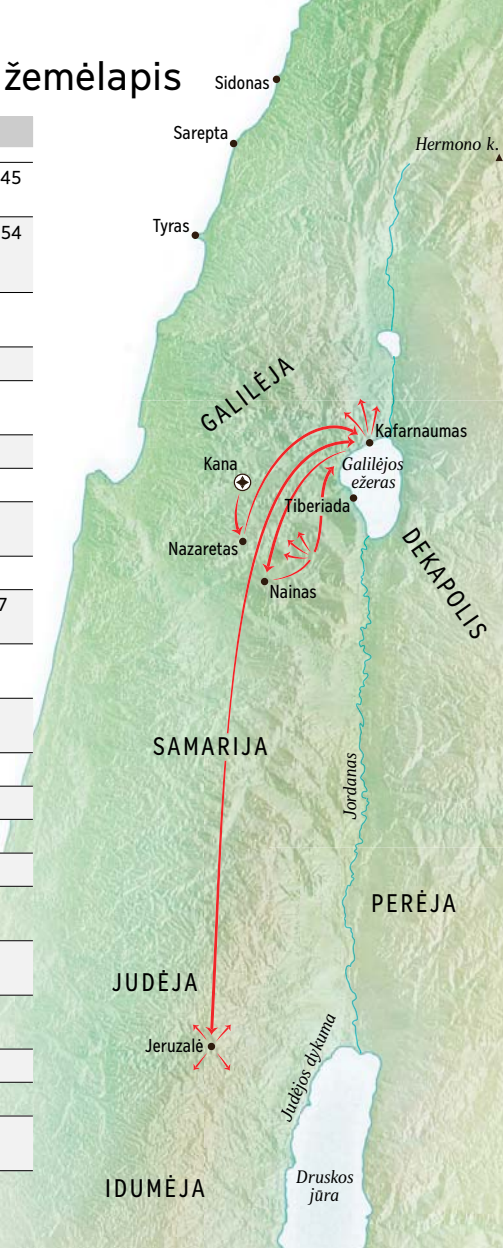 žemėlapis
45
54
7
Sidonas
Sarepta
Hermono k.
Tyras
GALILĖJA
Kafarnaumas
Kana
Galilėjos
ežeras
Tiberiada
Nazaretas
Nainas
DEKAPOLIS
SAMARIJA
Jordanas
PERĖJA
JUDĖJA
Jeruzalė
Judėjos dykuma
IDUMĖJA
Druskos
jūra